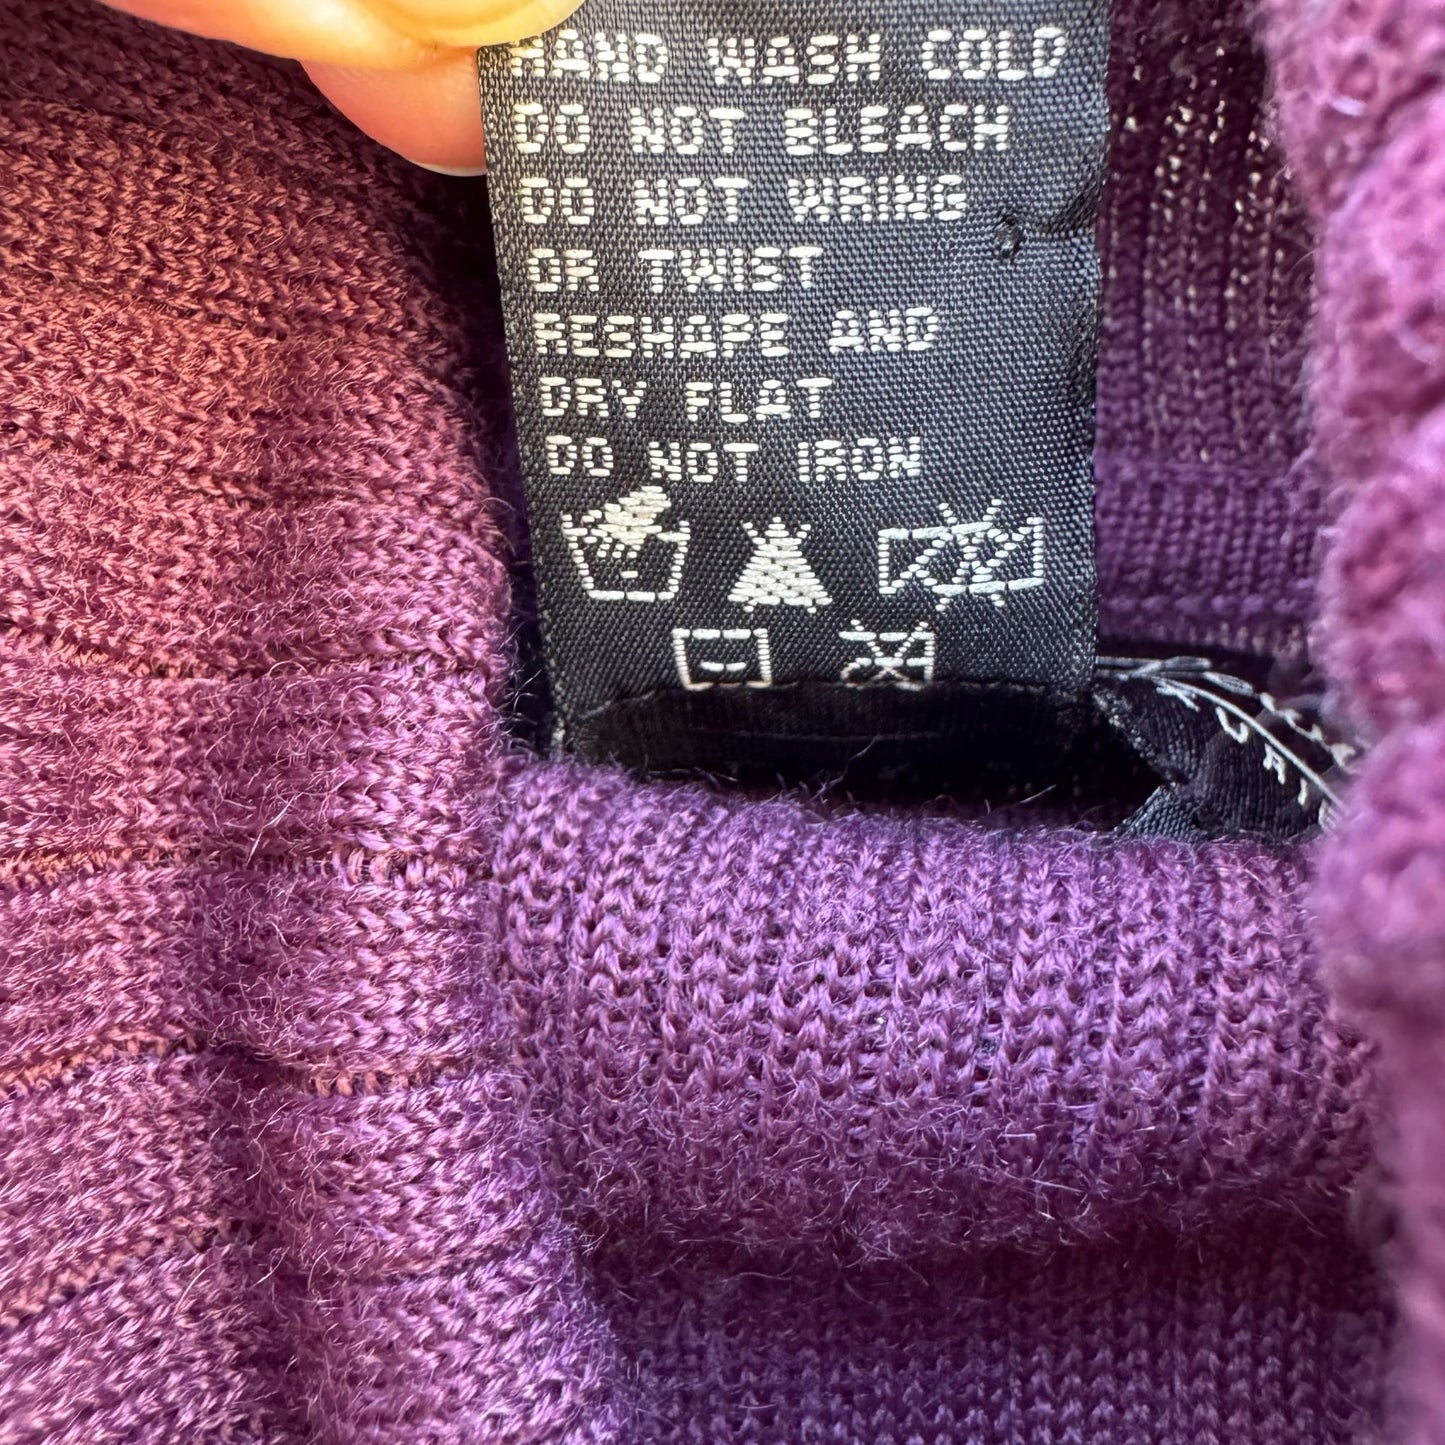 HAND WASH COLD
DO NOT BLEACH
DO NOT WRING
OR TWIST
RESHAPE AND
DRY FLAT
DO NOT IRON